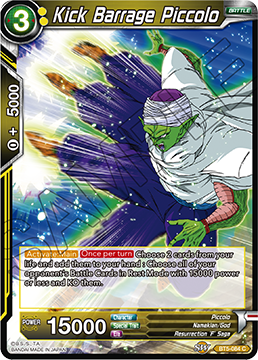 BATTLE
3
Kick Barrage Piccolo
0 + 5000
Activate:Main Once per turn Choose 2 cards from your
life and add them to your hand : Choose all of your
opponent's Battle Cards in Rest Mode with 15000 power
or less and KO them.
BT5-064 C
POWER
15000
Character
Piccolo
Special Trait
Namekian/God
Era
Resurrection 'F' Saga
©B.S./S., T.A.
BANDAI MADE IN JAPAN